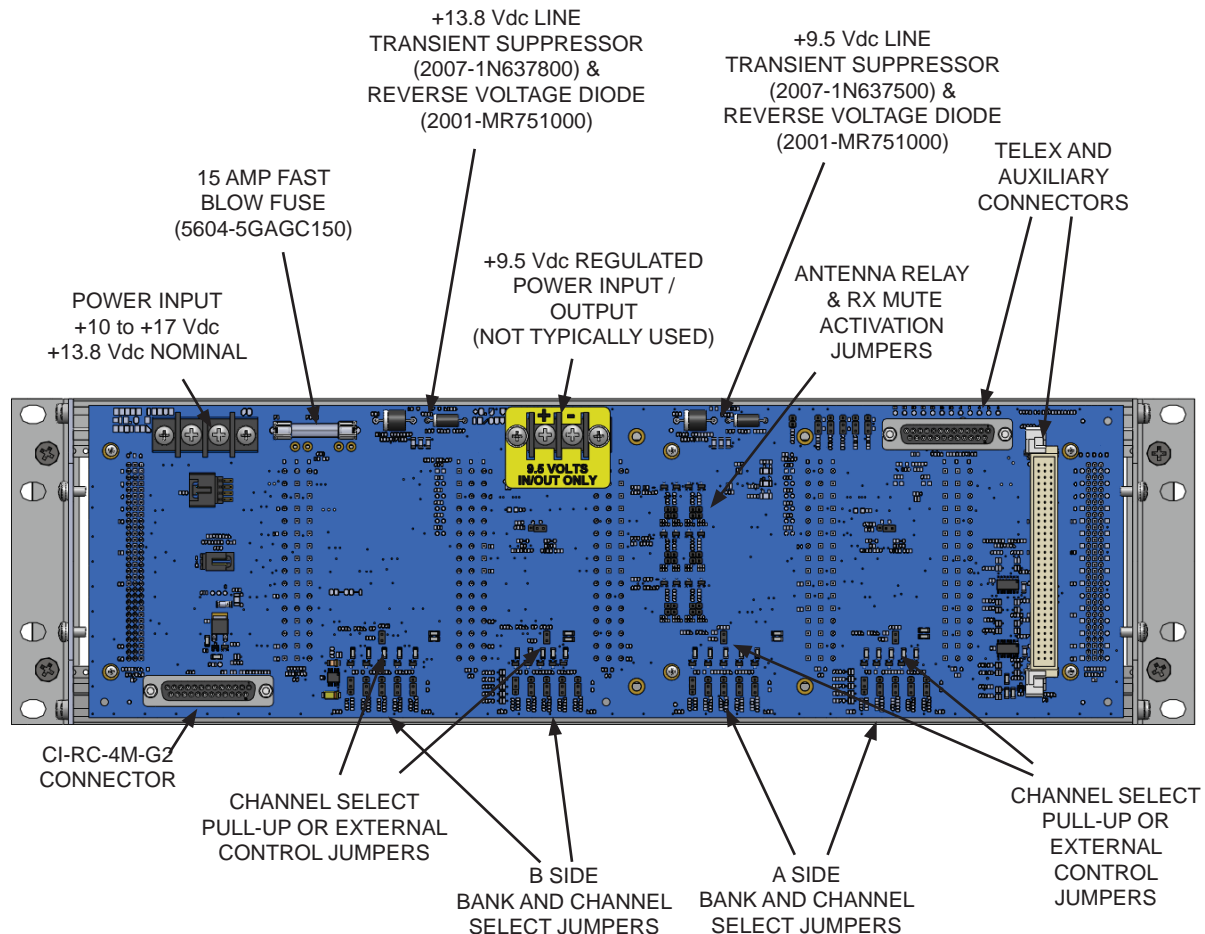 +13.8 Vdc LINE
TRANSIENT SUPPRESSOR
(2007-1N637800) &
REVERSE VOLTAGE DIODE
(2001-MR751000)
+9.5 Vdc LINE
TRANSIENT SUPPRESSOR
(2007-1N637500) &
REVERSE VOLTAGE DIODE
(2001-MR751000)
TELEX AND
AUXILIARY
CONNECTORS
15 AMP FAST
BLOW FUSE
(5604-5GAGC150)
+9.5 Vdc REGULATED
POWER INPUT /
OUTPUT
(NOT TYPICALLY USED)
ANTENNA RELAY
& RX MUTE
ACTIVATION
JUMPERS
POWER INPUT
+10 to +17 Vdc
+13.8 Vdc NOMINAL
+ -
9.5 VOLTS
IN/OUT ONLY
CI-RC-4M-G2
CONNECTOR
CHANNEL SELECT
PULL-UP OR EXTERNAL
CONTROL JUMPERS
B SIDE
BANK AND CHANNEL
SELECT JUMPERS
A SIDE
BANK AND CHANNEL
SELECT JUMPERS
CHANNEL SELECT
PULL-UP OR
EXTERNAL
CONTROL
JUMPERS